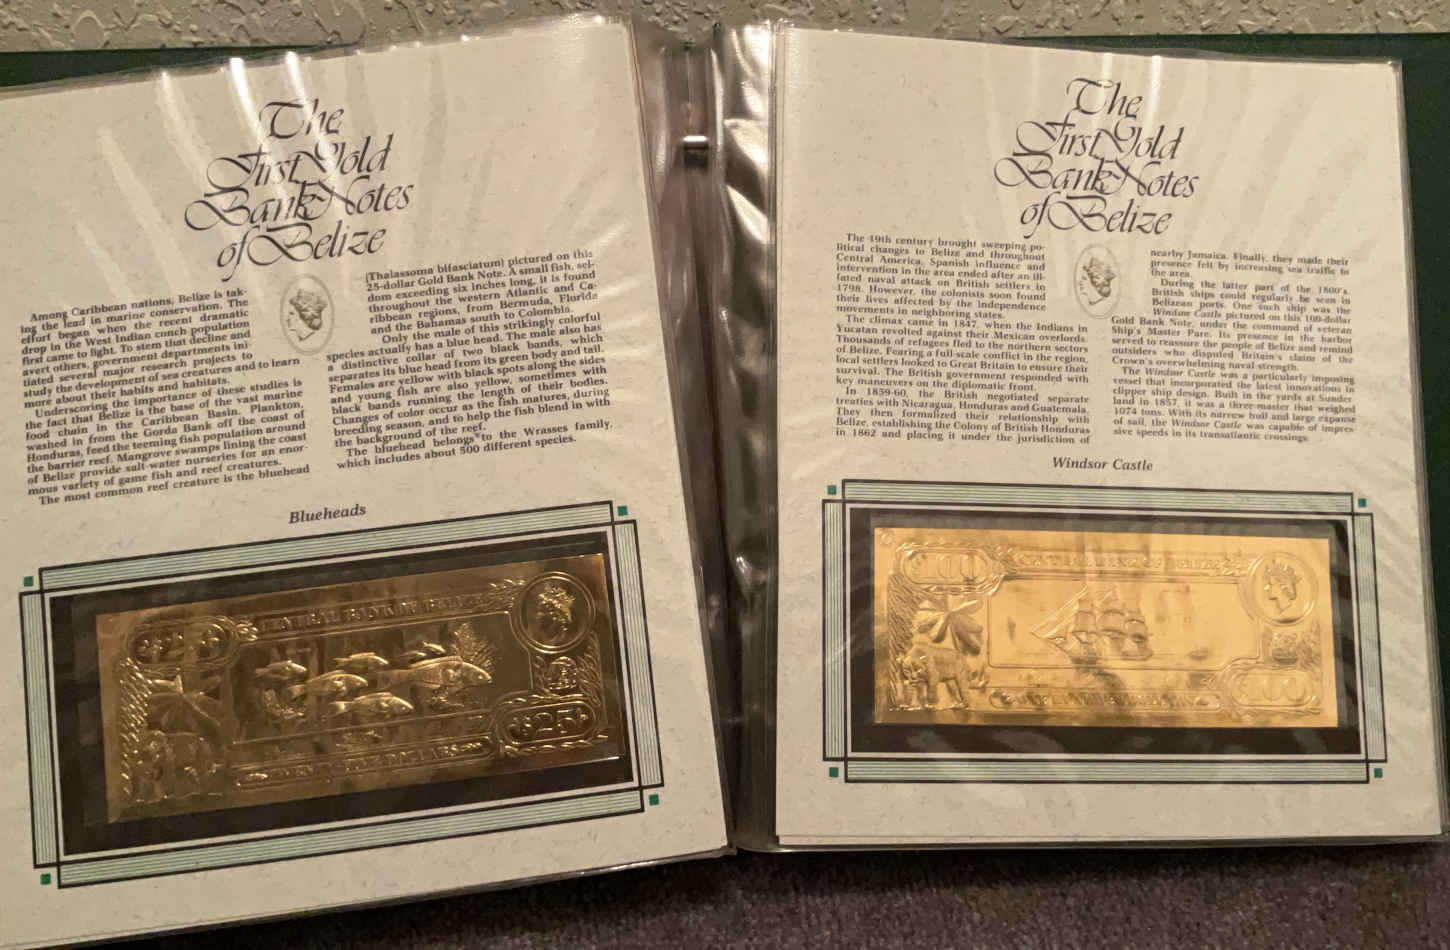 The
First Gold
Bank Notes
of Belize
Among Caribbean nations, Belize is tak-
ing the lead in marine conservation. The
effort began when the recent dramatic
drop in the West Indian conch population
first came to light. To stem that decline and
avert others, government departments ini-
tiated several major research projects to
study the development of sea creatures and to learn
more about their habits and habitats.
Underscoring the importance of these studies is
the fact that Belize is the base of the vast marine
food chain in the Caribbean Basin. Plankton,
washed in from the Gorda Bank off the coast of
Honduras, feed the teeming fish population around
the barrier reef. Mangrove swamps lining the coast
of Belize provide salt-water nurseries for an enor-
mous variety of game fish and reef creatures.
The most common reef creature is the bluehead
(Thalassoma bifasciatum) pictured on this
25-dollar Gold Bank Note. A small fish, sel-
dom exceeding six inches long, it is found
throughout the western Atlantic and Ca-
ribbean regions, from Bermuda, Florida
and the Bahamas south to Colombia.
Only the male of this strikingly colorful
species actually has a blue head. The male also has
a distinctive collar of two black bands, which
separates its blue head from its green body and tail.
Females are yellow with black spots along the sides
and young fish are also yellow, sometimes with
black bands running the length of their bodies.
Changes of color occur as the fish matures, during
breeding season, and to help the fish blend in with
the background of the reef.
The bluehead belongs to the Wrasses family,
which includes about 500 different species.
Blueheads
CENTRAL BANK OF BELIZE
$25
$25
TWENTY-FIVE DOLLARS
The
First Gold
Bank Notes
of Belize
The 19th century brought sweeping po-
litical changes to Belize and throughout
Central America. Spanish influence and
intervention in the area ended after an ill-
fated naval attack on British settlers in
1798. However, the colonists soon found
their lives affected by the independence
movements in neighboring states.
The climax came in 1847, when the Indians in
Yucatan revolted against their Mexican overlords.
Thousands of refugees fled to the northern sectors
of Belize. Fearing a full-scale conflict in the region,
local settlers looked to Great Britain to ensure their
survival. The British government responded with
key maneuvers on the diplomatic front.
In 1859-60, the British negotiated separate
treaties with Nicaragua, Honduras and Guatemala.
They then formalized their relationship with
Belize, establishing the Colony of British Honduras
in 1862 and placing it under the jurisdiction of
nearby Jamaica. Finally, they made their
presence felt by increasing sea traffic to
the area.
During the latter part of the 1800's,
British ships could regularly be seen in
Belizean ports. One such ship was the
Windsor Castle pictured on this 100-dollar
Gold Bank Note, under the command of veteran
Ship's Master Pare. Its presence in the harbor
served to reassure the people of Belize and remind
outsiders who disputed Britain's claim of the
Crown's overwhelming naval strength.
The Windsor Castle was a particularly imposing
vessel that incorporated the latest innovations in
clipper ship design. Built in the yards at Sunder
land in 1857, it was a three-master that weighed
1074 tons. With its narrow hull and large expanse
of sail, the Windsor Castle was capable of impres
sive speeds in its transatlantic crossings.
Windsor Castle
$100
CENTRAL BANK OF BELIZE
$100